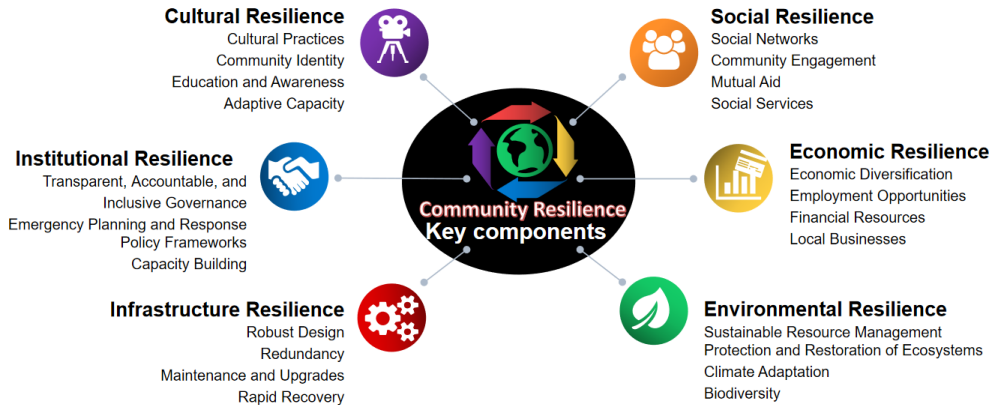 Cultural Resilience
Cultural Practices
Community Identity
Education and Awareness
Adaptive Capacity
Social Resilience
Social Networks
Community Engagement
Mutual Aid
Social Services
Institutional Resilience
Transparent, Accountable, and
Inclusive Governance
Emergency Planning and Response
Policy Frameworks
Capacity Building
Community Resilience
Key components
Economic Resilience
Economic Diversification
Employment Opportunities
Financial Resources
Local Businesses
Infrastructure Resilience
Robust Design
Redundancy
Maintenance and Upgrades
Rapid Recovery
Environmental Resilience
Sustainable Resource Management
Protection and Restoration of Ecosystems
Climate Adaptation
Biodiversity